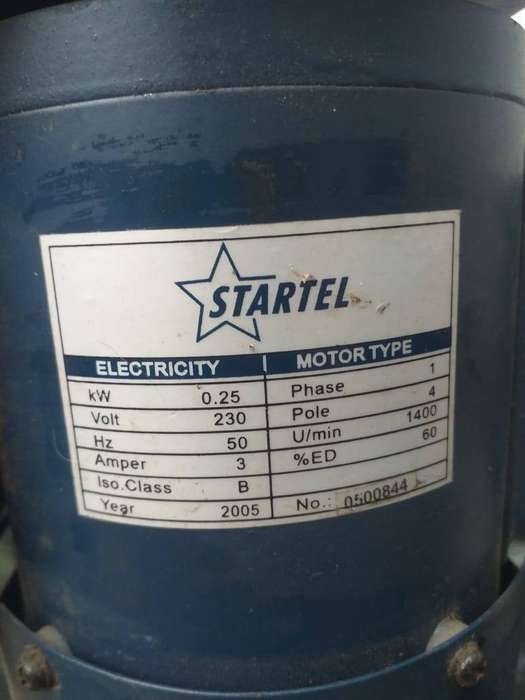 STARTEL
ELECTRICITY | MOTOR TYPE
kW 0.25 Phase 1
Volt 230 Pole 4
Hz 50 U/min 1400
Amper 3 %ED 60
Iso.Class B
Year 2005 No.: 0500844